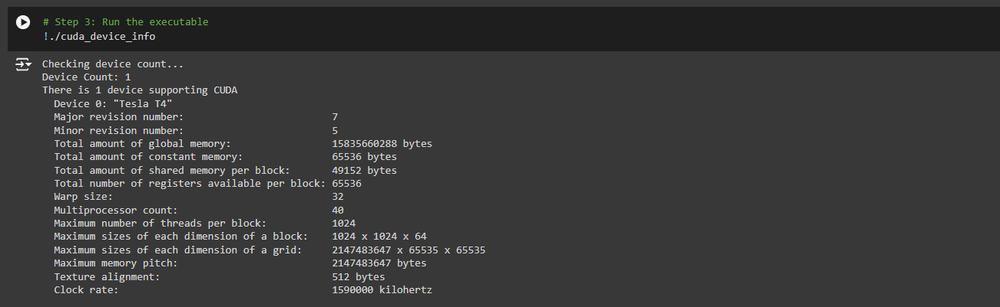 # Step 3: Run the executable
!./cuda_device_info
Checking device count...
Device Count: 1
There is 1 device supporting CUDA
  Device 0: "Tesla T4"
  Major revision number:                         7
  Minor revision number:                         5
  Total amount of global memory:                 15835660288 bytes
  Total amount of constant memory:               65536 bytes
  Total amount of shared memory per block:       49152 bytes
  Total number of registers available per block: 65536
  Warp size:                                     32
  Multiprocessor count:                          40
  Maximum number of threads per block:           1024
  Maximum sizes of each dimension of a block:    1024 x 1024 x 64
  Maximum sizes of each dimension of a grid:     2147483647 x 65535 x 65535
  Maximum memory pitch:                          2147483647 bytes
  Texture alignment:                             512 bytes
  Clock rate:                                    1590000 kilohertz